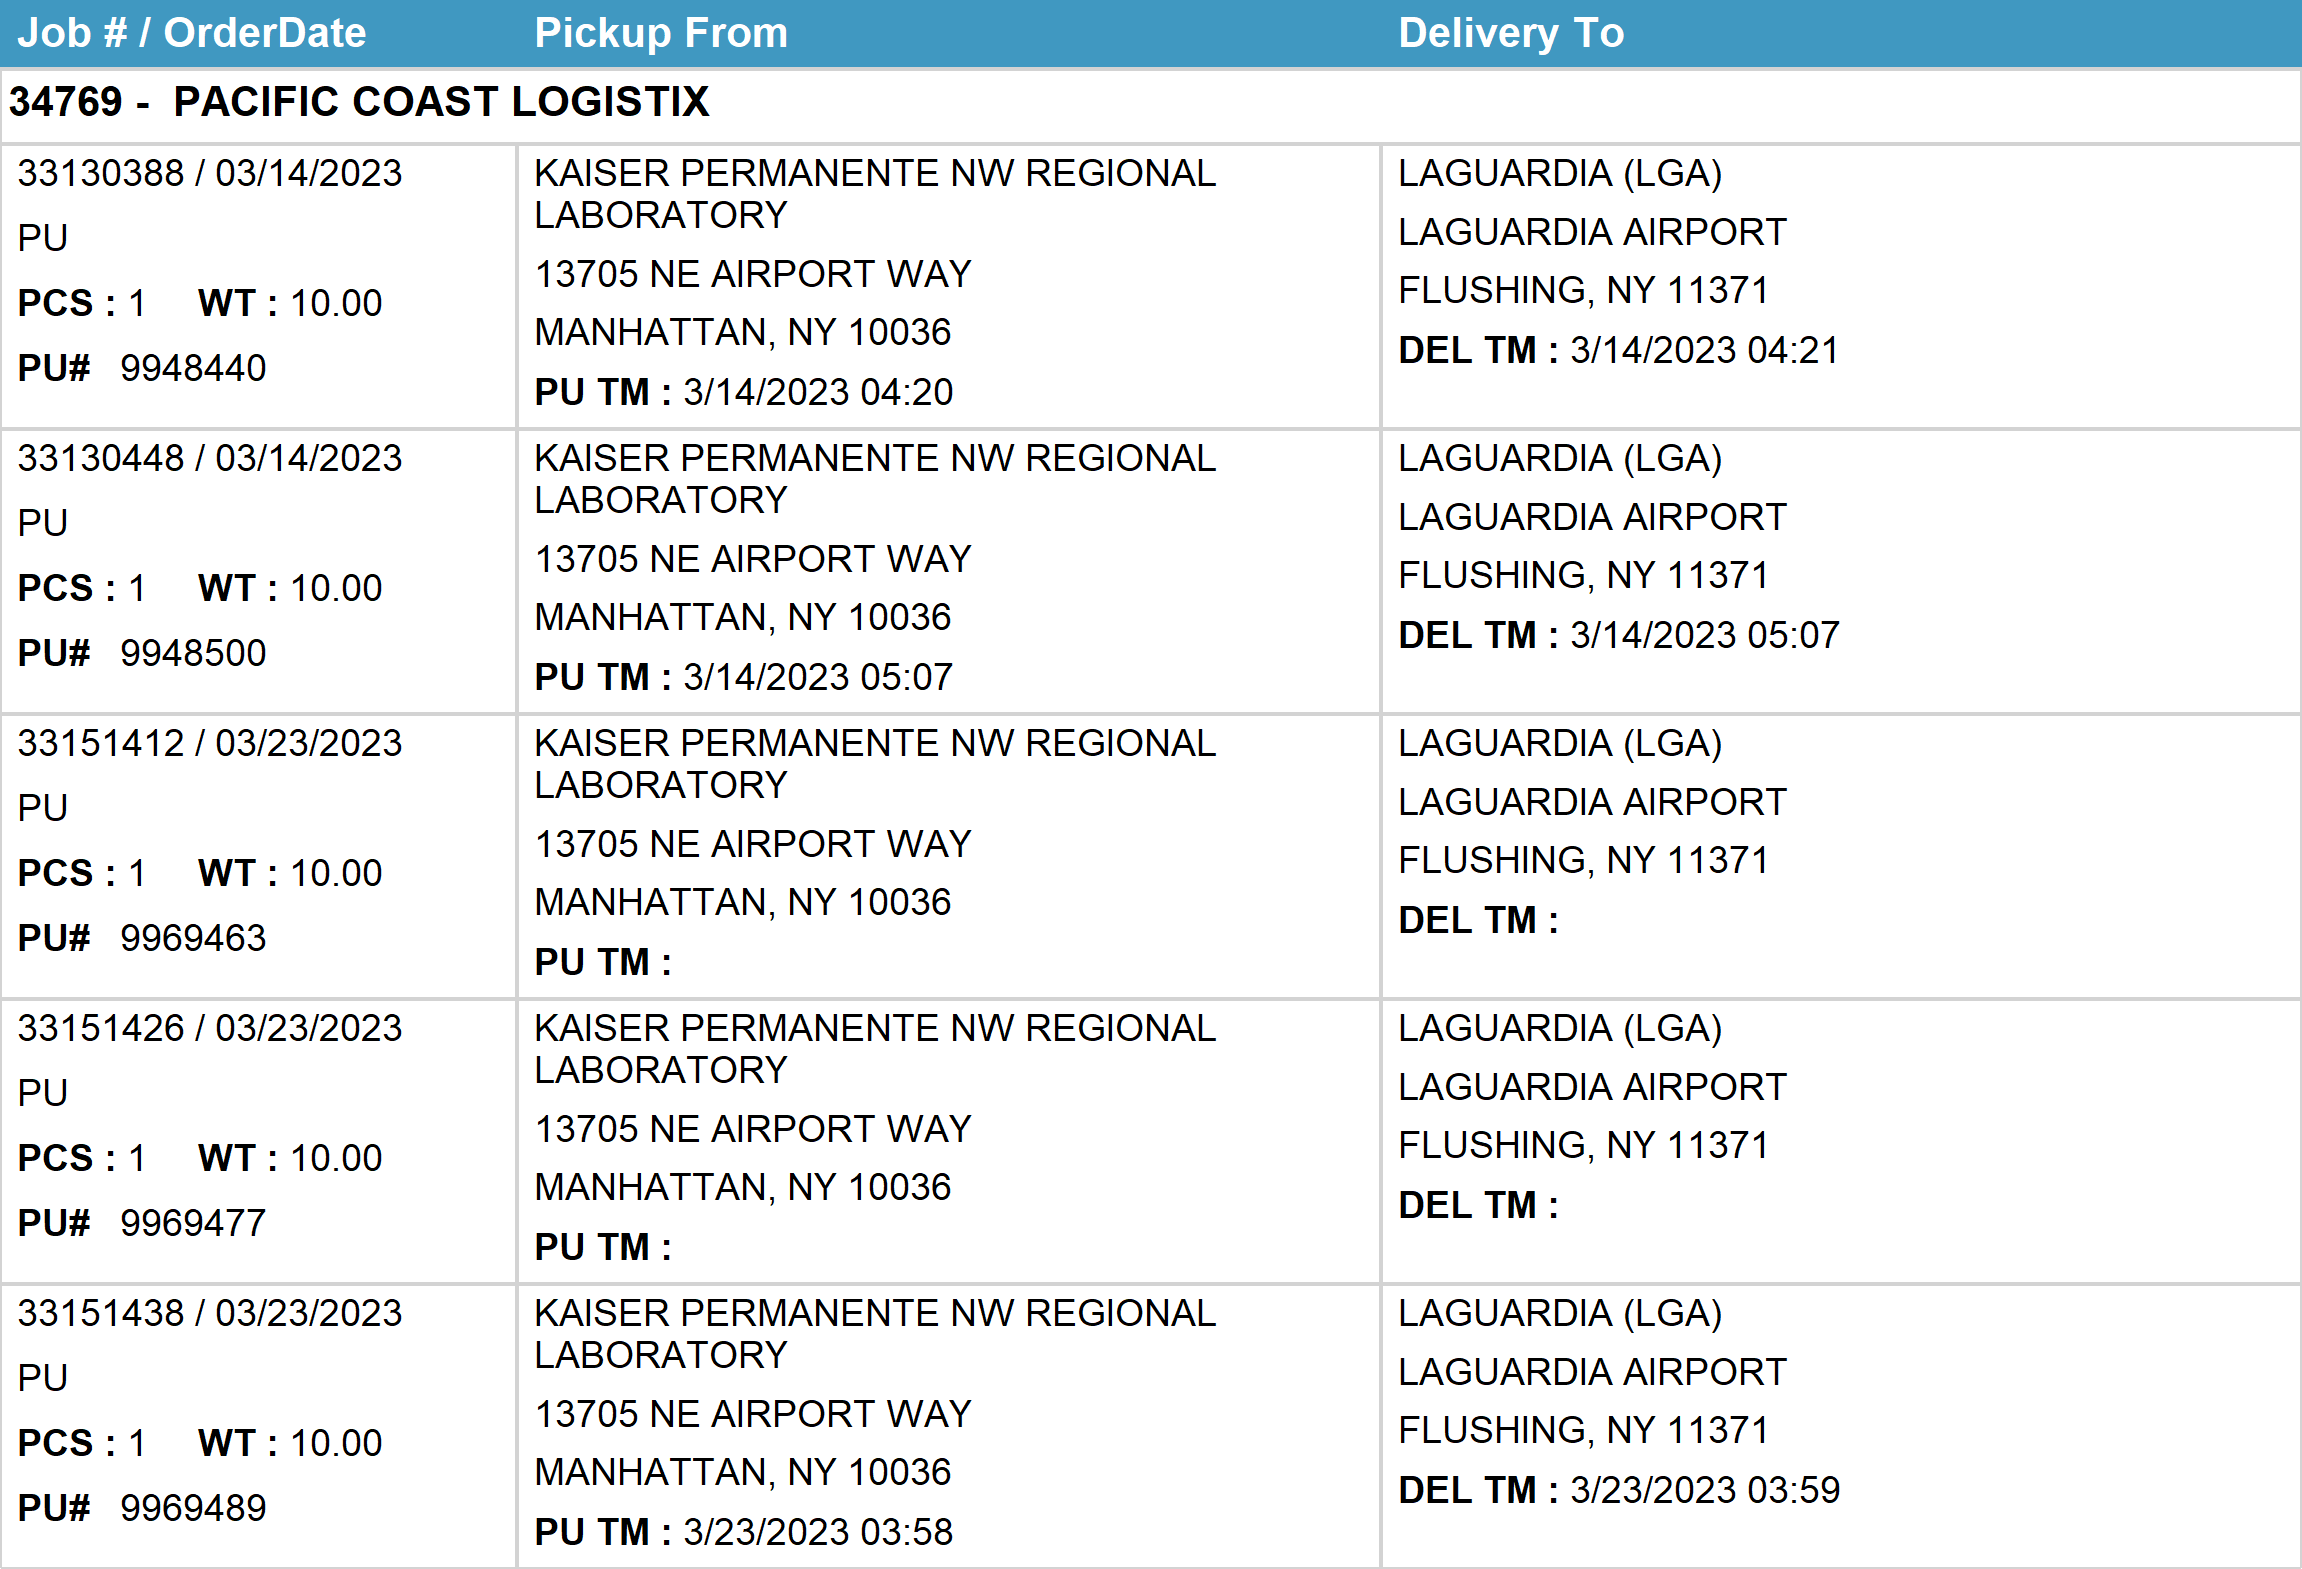 Job # / OrderDate Pickup From Delivery To
34769 - PACIFIC COAST LOGISTIX
33130388 / 03/14/2023
PU
PCS : 1 WT : 10.00
PU# 9948440
KAISER PERMANENTE NW REGIONAL
LABORATORY
13705 NE AIRPORT WAY
MANHATTAN, NY 10036
PU TM : 3/14/2023 04:20
LAGUARDIA (LGA)
LAGUARDIA AIRPORT
FLUSHING, NY 11371
DEL TM : 3/14/2023 04:21
33130448 / 03/14/2023
PU
PCS : 1 WT : 10.00
PU# 9948500
KAISER PERMANENTE NW REGIONAL
LABORATORY
13705 NE AIRPORT WAY
MANHATTAN, NY 10036
PU TM : 3/14/2023 05:07
LAGUARDIA (LGA)
LAGUARDIA AIRPORT
FLUSHING, NY 11371
DEL TM : 3/14/2023 05:07
33151412 / 03/23/2023
PU
PCS : 1 WT : 10.00
PU# 9969463
KAISER PERMANENTE NW REGIONAL
LABORATORY
13705 NE AIRPORT WAY
MANHATTAN, NY 10036
PU TM :
LAGUARDIA (LGA)
LAGUARDIA AIRPORT
FLUSHING, NY 11371
DEL TM :
33151426 / 03/23/2023
PU
PCS : 1 WT : 10.00
PU# 9969477
KAISER PERMANENTE NW REGIONAL
LABORATORY
13705 NE AIRPORT WAY
MANHATTAN, NY 10036
PU TM :
LAGUARDIA (LGA)
LAGUARDIA AIRPORT
FLUSHING, NY 11371
DEL TM :
33151438 / 03/23/2023
PU
PCS : 1 WT : 10.00
PU# 9969489
KAISER PERMANENTE NW REGIONAL
LABORATORY
13705 NE AIRPORT WAY
MANHATTAN, NY 10036
PU TM : 3/23/2023 03:58
LAGUARDIA (LGA)
LAGUARDIA AIRPORT
FLUSHING, NY 11371
DEL TM : 3/23/2023 03:59